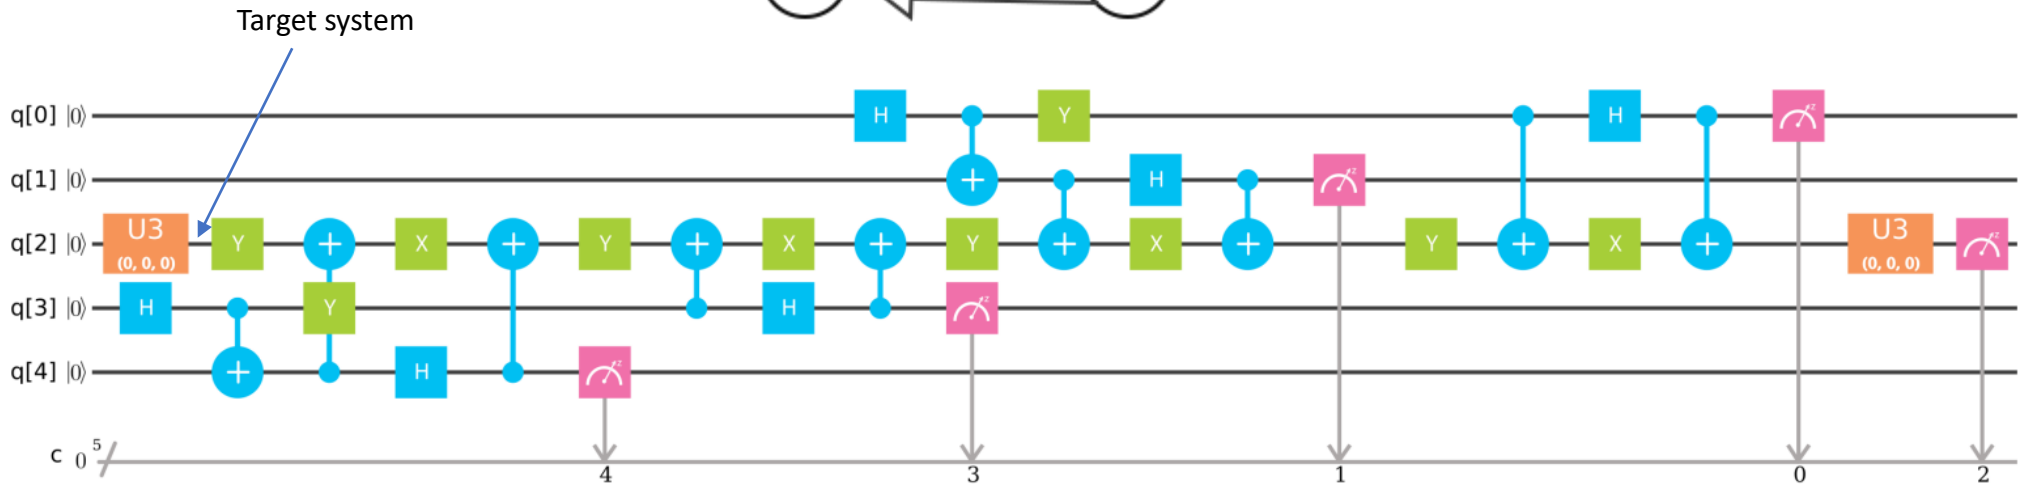 Target system
q[0] |0⟩ H Y H z
q[1] |0⟩ H z
q[2] |0⟩ U3 (0, 0, 0) Y X Y X Y X Y X U3 (0, 0, 0) z
q[3] |0⟩ H Y H z
q[4] |0⟩ H z
c 0 5
4 3 1 0 2